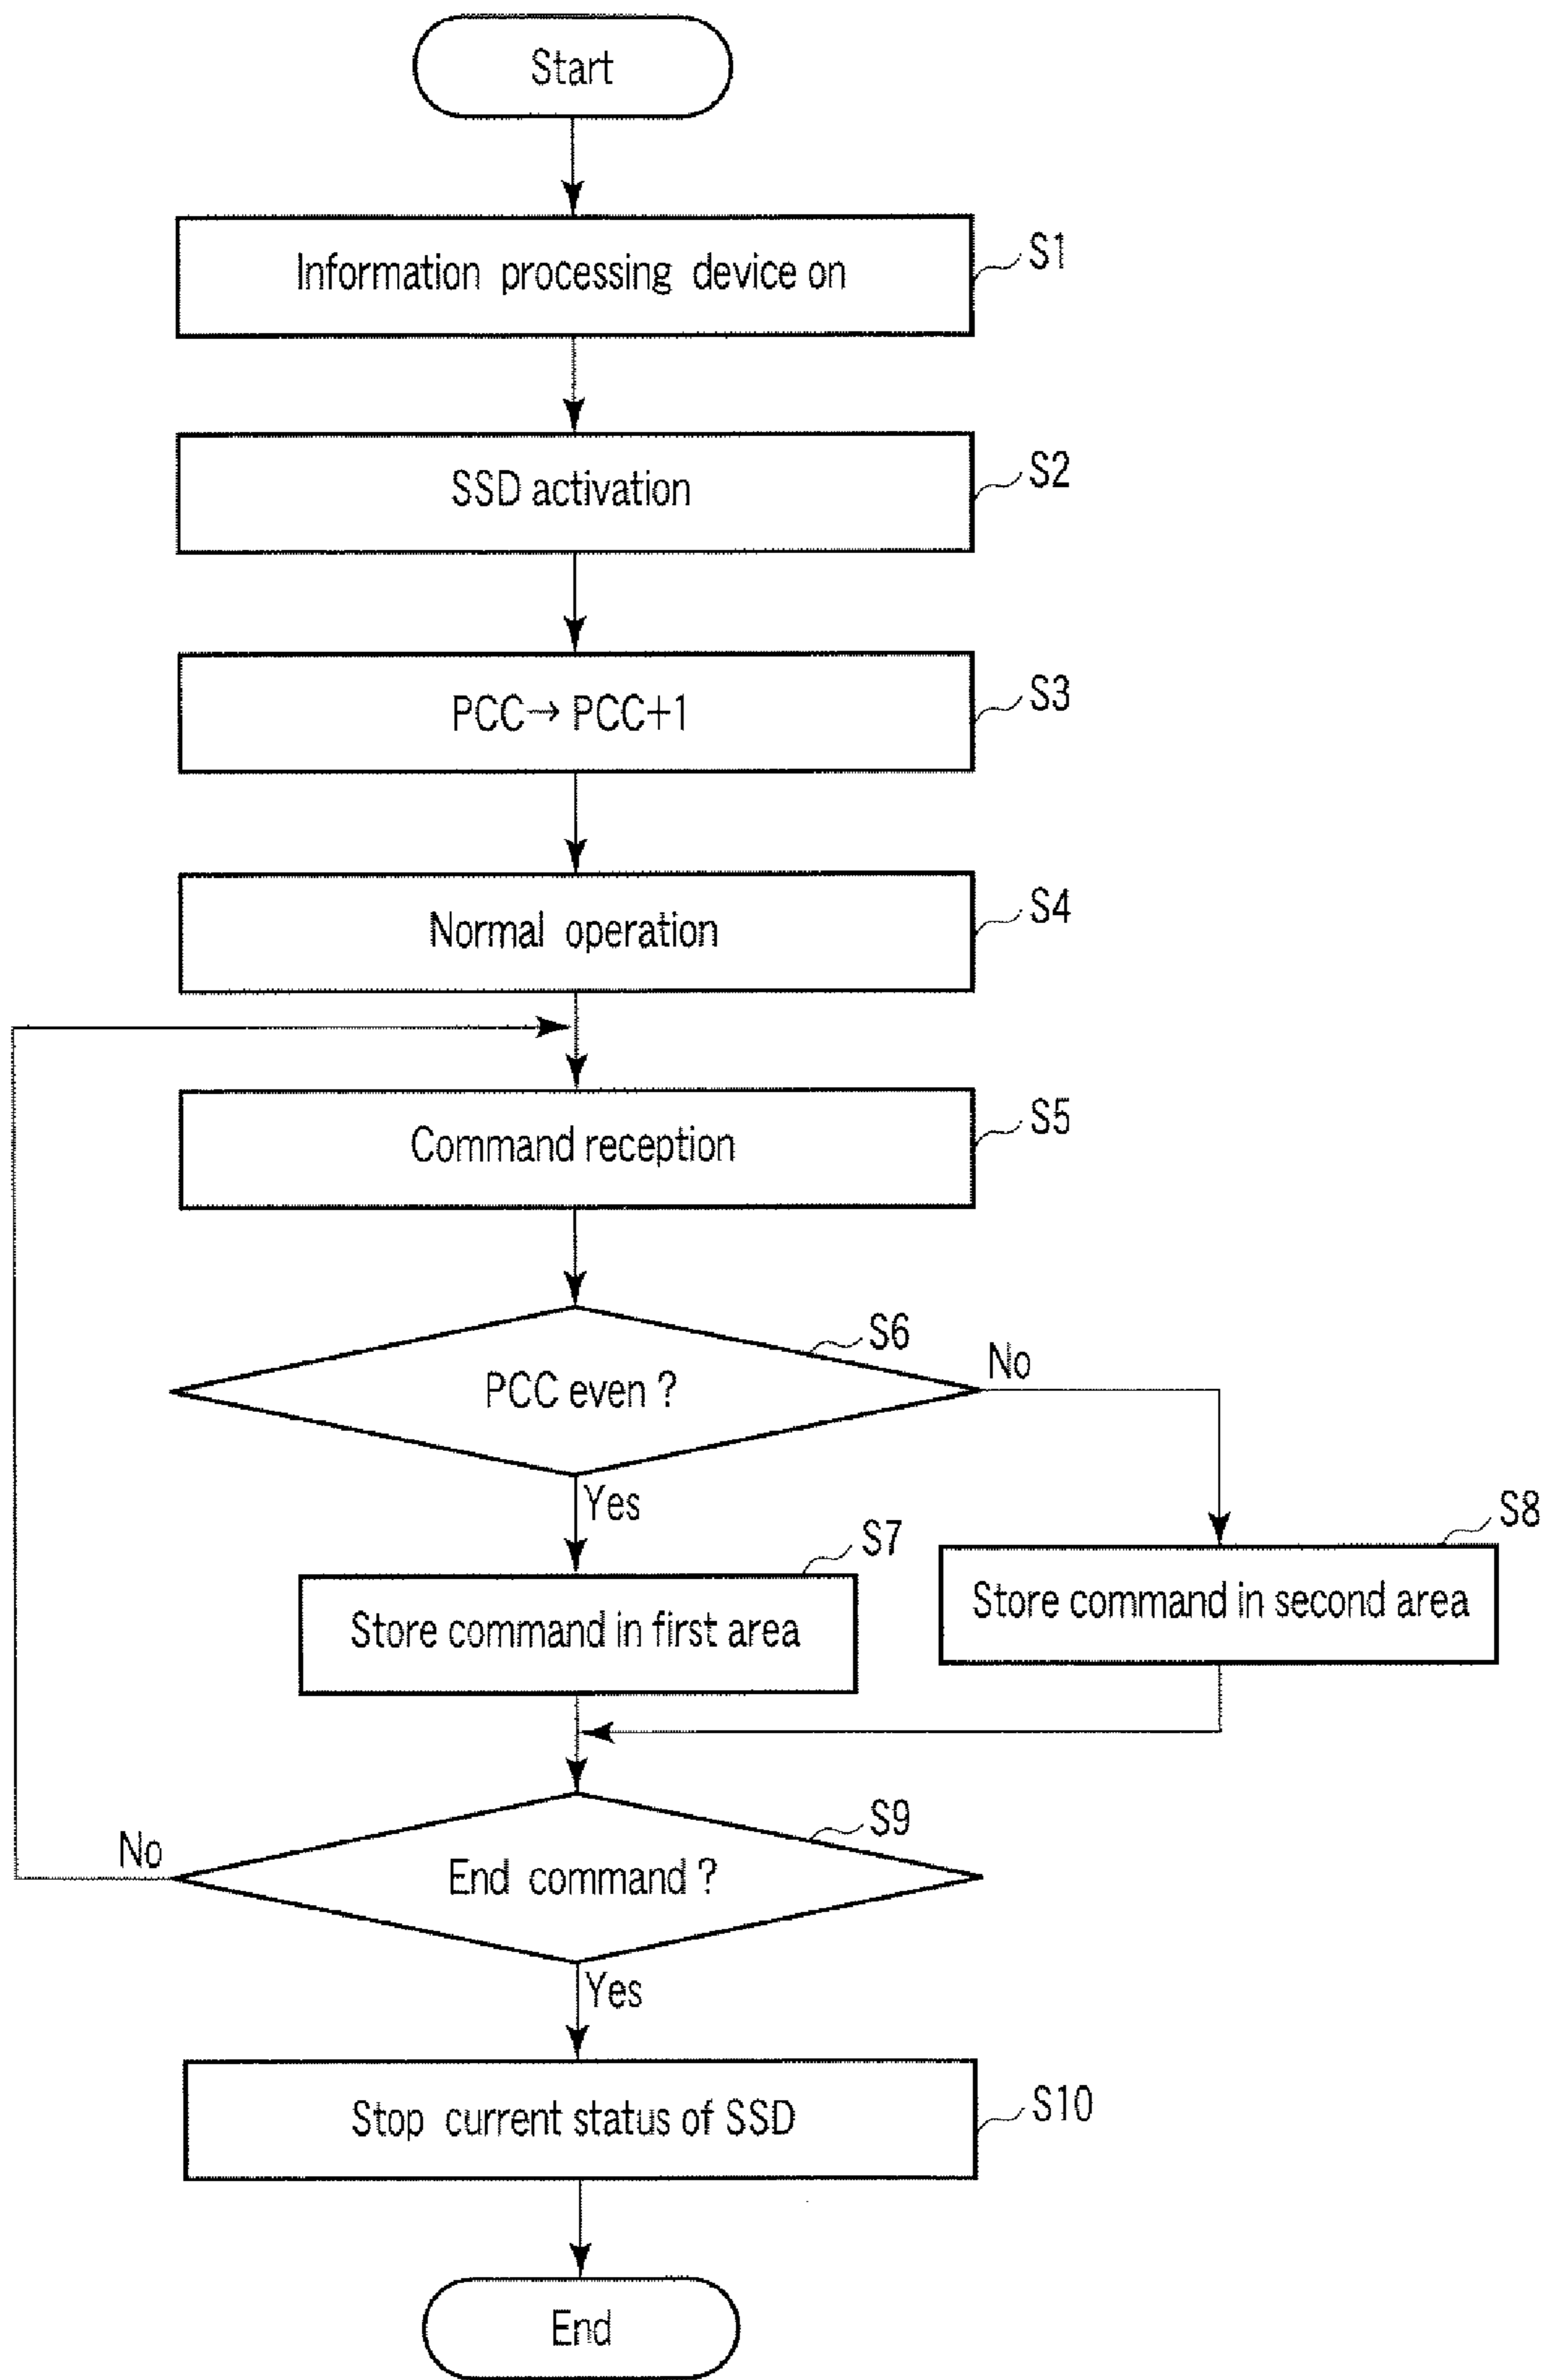 Start
Information processing device on
S1
SSD activation
S2
PCC→ PCC+1
S3
Normal operation
S4
Command reception
S5
S6
PCC even ?
No
Yes
S7
S8
Store command in first area
Store command in second area
S9
No
End command ?
Yes
Stop current status of SSD
S10
End